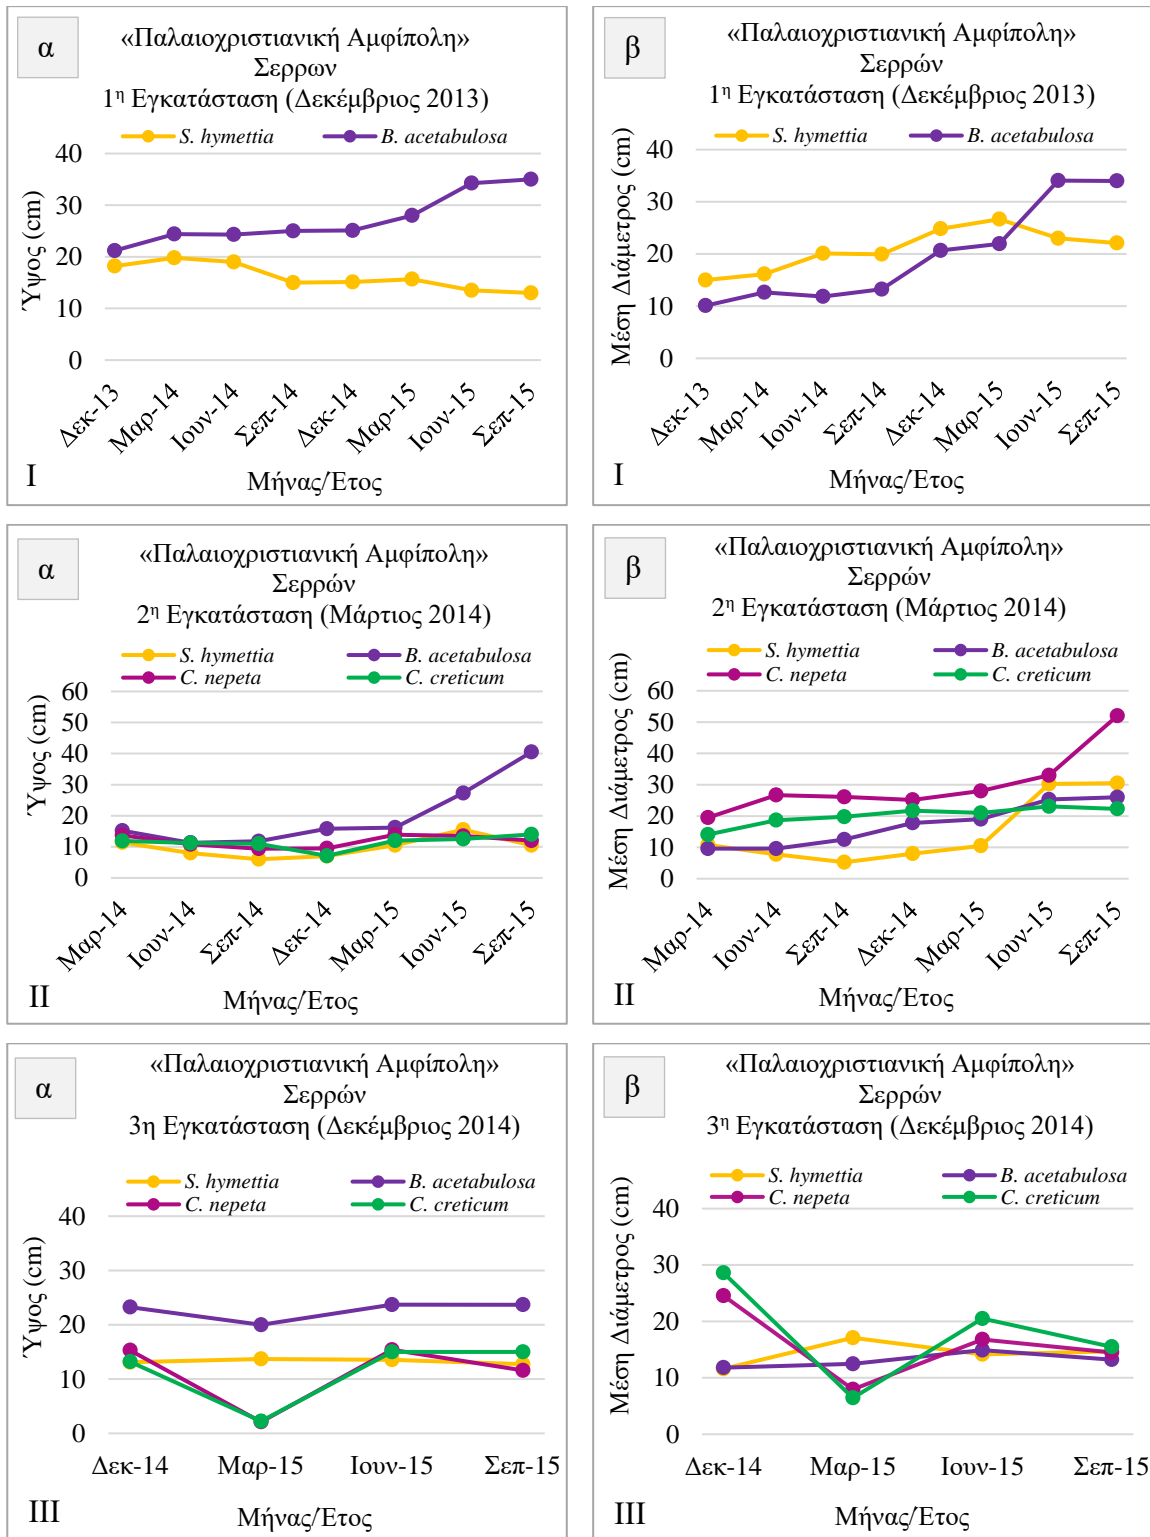 α
«Παλαιοχριστιανική Αμφίπολη»
Σερρων
1η Εγκατάσταση (Δεκέμβριος 2013)
S. hymettia B. acetabulosa
Ύψος (cm)
40
30
20
10
0
Δεκ-13 Μαρ-14 Ιουν-14 Σεπ-14 Δεκ-14 Μαρ-15 Ιουν-15 Σεπ-15
Μήνας/Έτος
I
β
«Παλαιοχριστιανική Αμφίπολη»
Σερρών
1η Εγκατάσταση (Δεκέμβριος 2013)
S. hymettia B. acetabulosa
Μέση Διάμετρος (cm)
40
30
20
10
0
Δεκ-13 Μαρ-14 Ιουν-14 Σεπ-14 Δεκ-14 Μαρ-15 Ιουν-15 Σεπ-15
Μήνας/Έτος
I
α
«Παλαιοχριστιανική Αμφίπολη»
Σερρών
2η Εγκατάσταση (Μάρτιος 2014)
S. hymettia B. acetabulosa
C. nepeta C. creticum
Ύψος (cm)
60
50
40
30
20
10
0
Μαρ-14 Ιουν-14 Σεπ-14 Δεκ-14 Μαρ-15 Ιουν-15 Σεπ-15
Μήνας/Έτος
II
β
«Παλαιοχριστιανική Αμφίπολη»
Σερρών
2η Εγκατάσταση (Μάρτιος 2014)
S. hymettia B. acetabulosa
C. nepeta C. creticum
Μέση Διάμετρος (cm)
60
50
40
30
20
10
0
Μαρ-14 Ιουν-14 Σεπ-14 Δεκ-14 Μαρ-15 Ιουν-15 Σεπ-15
Μήνας/Έτος
II
α
«Παλαιοχριστιανική Αμφίπολη»
Σερρών
3η Εγκατάσταση (Δεκέμβριος 2014)
S. hymettia B. acetabulosa
C. nepeta C. creticum
Ύψος (cm)
40
30
20
10
0
Δεκ-14 Μαρ-15 Ιουν-15 Σεπ-15
Μήνας/Έτος
III
β
«Παλαιοχριστιανική Αμφίπολη»
Σερρών
3η Εγκατάσταση (Δεκέμβριος 2014)
S. hymettia B. acetabulosa
C. nepeta C. creticum
Μέση Διάμετρος (cm)
40
30
20
10
0
Δεκ-14 Μαρ-15 Ιουν-15 Σεπ-15
Μήνας/Έτος
III